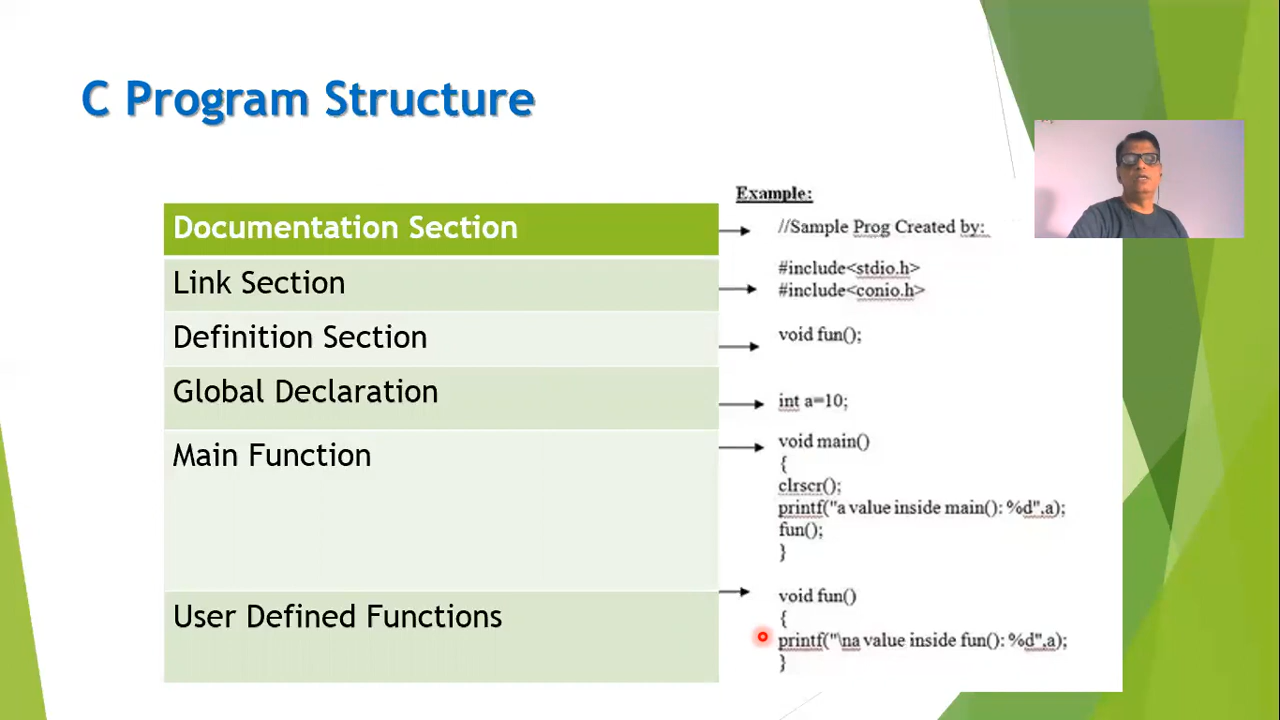 C Program Structure
Example:
Documentation Section
//Sample Prog Created by:
Link Section
#include<stdio.h>
#include<conio.h>
Definition Section
void fun();
Global Declaration
int a=10;
Main Function
void main()
{
clrscr();
printf("a value inside main(): %d",a);
fun();
}
User Defined Functions
void fun()
{
printf("\na value inside fun(): %d",a);
}